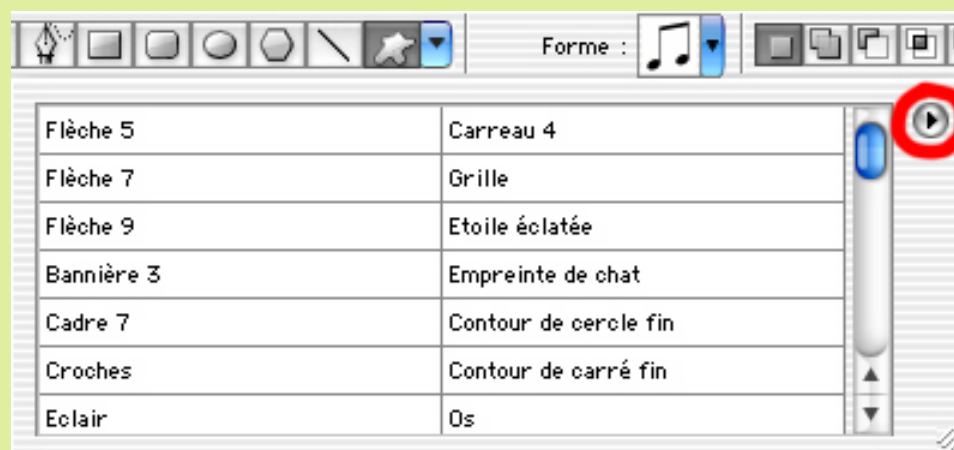 Forme :
Flèche 5 Carreau 4
Flèche 7 Grille
Flèche 9 Etoile éclatée
Bannière 3 Empreinte de chat
Cadre 7 Contour de cercle fin
Croches Contour de carré fin
Eclair Os